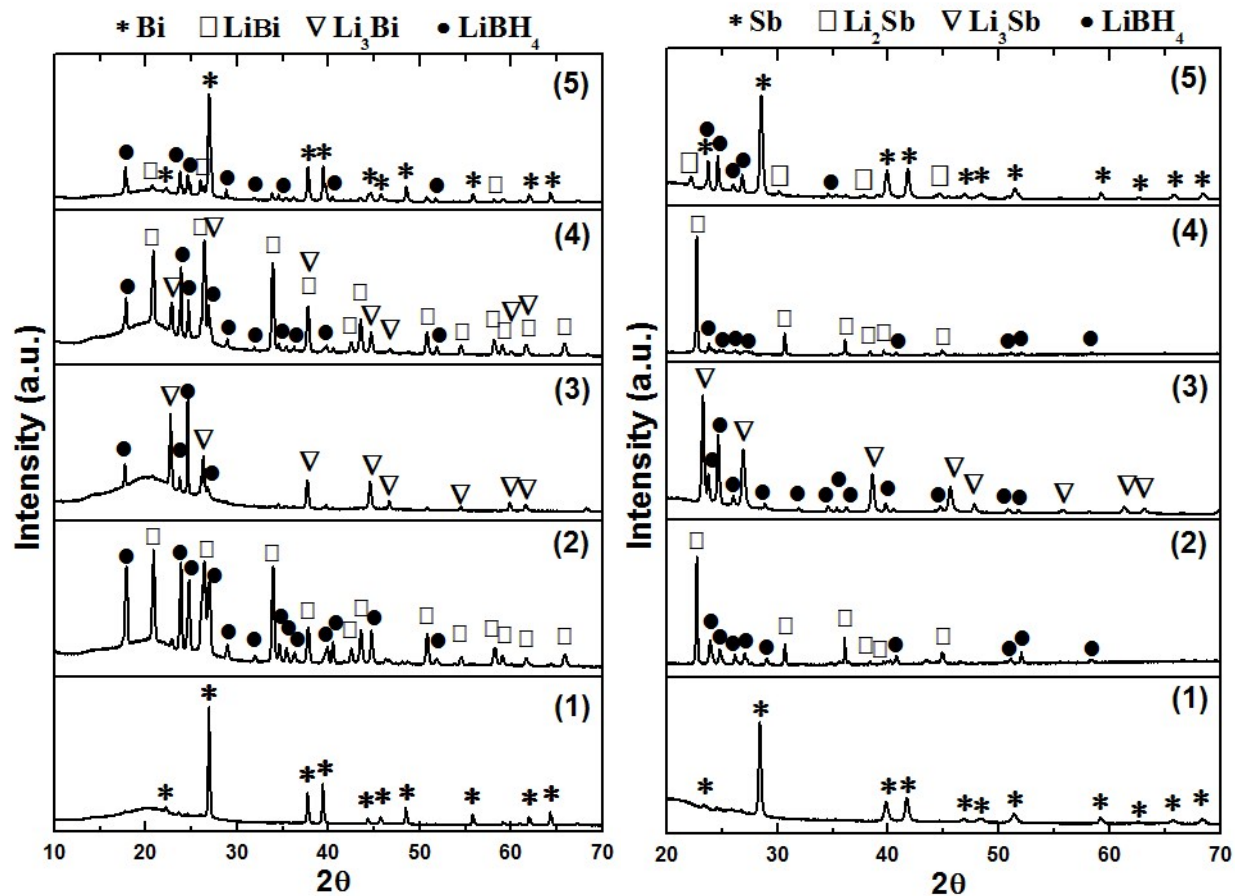 * Bi □ LiBi ▽ Li₃Bi ● LiBH₄
(5)
(4)
(3)
(2)
(1)
Intensity (a.u.)
10 20 30 40 50 60 70
2θ
* Sb □ Li₂Sb ▽ Li₃Sb ● LiBH₄
(5)
(4)
(3)
(2)
(1)
Intensity (a.u.)
20 30 40 50 60 70
2θ